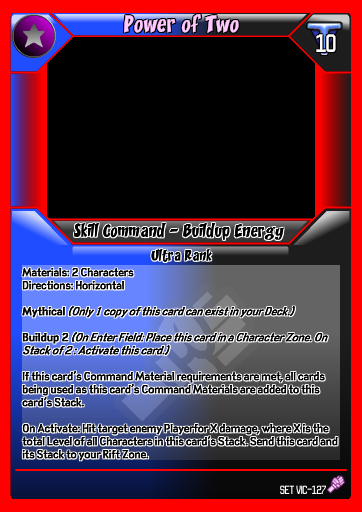 Power of Two
10
Skill Command - Buildup Energy
Ultra Rank
Materials: 2 Characters
Directions: Horizontal
Mythical (Only 1 copy of this card can exist in your Deck.)
Buildup 2 (On Enter Field: Place this card in a Character Zone. On
Stack of 2 : Activate this card.)
If this card's Command Material requirements are met, all cards
being used as this card's Command Materials are added to this
card's Stack.
On Activate: Hit target enemy Player for X damage, where X is the
total Level of all Characters in this card's Stack. Send this card and
its Stack to your Rift Zone.
SET VIC-127